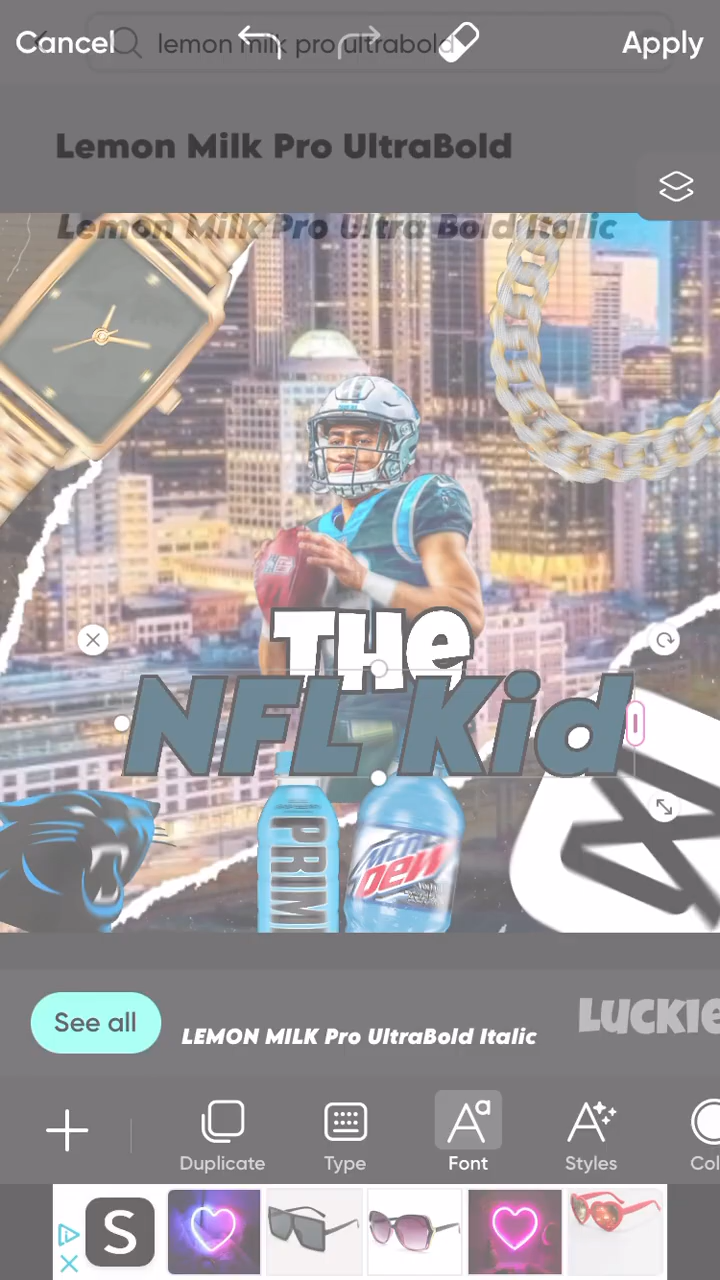 Cancel
lemon milk pro ultrabold
Apply
Lemon Milk Pro UltraBold
Lemon Milk Pro Ultra Bold Italic
THe
NFL Kid
PRIME
mtn
Dew
See all
LEMON MILK Pro UltraBold Italic
LUCKIE
Duplicate
Type
Font
Styles
Col
S